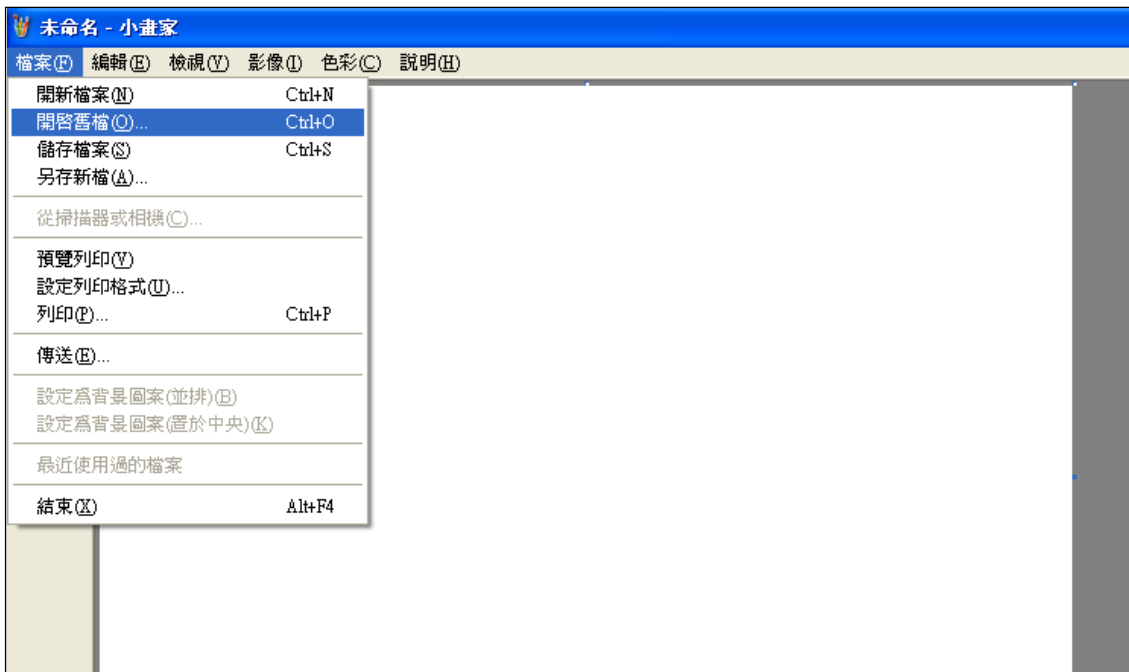 未命名 - 小畫家
檔案(F) 編輯(E) 檢視(V) 影像(I) 色彩(C) 說明(H)
開新檔案(N) Ctrl+N
開啓舊檔(O)... Ctrl+O
儲存檔案(S) Ctrl+S
另存新檔(A)...
從掃描器或相機(C)...
預覽列印(V)
設定列印格式(U)...
列印(P)... Ctrl+P
傳送(E)...
設定爲背景圖案(並排)(B)
設定爲背景圖案(置於中央)(K)
最近使用過的檔案
結束(X) Alt+F4